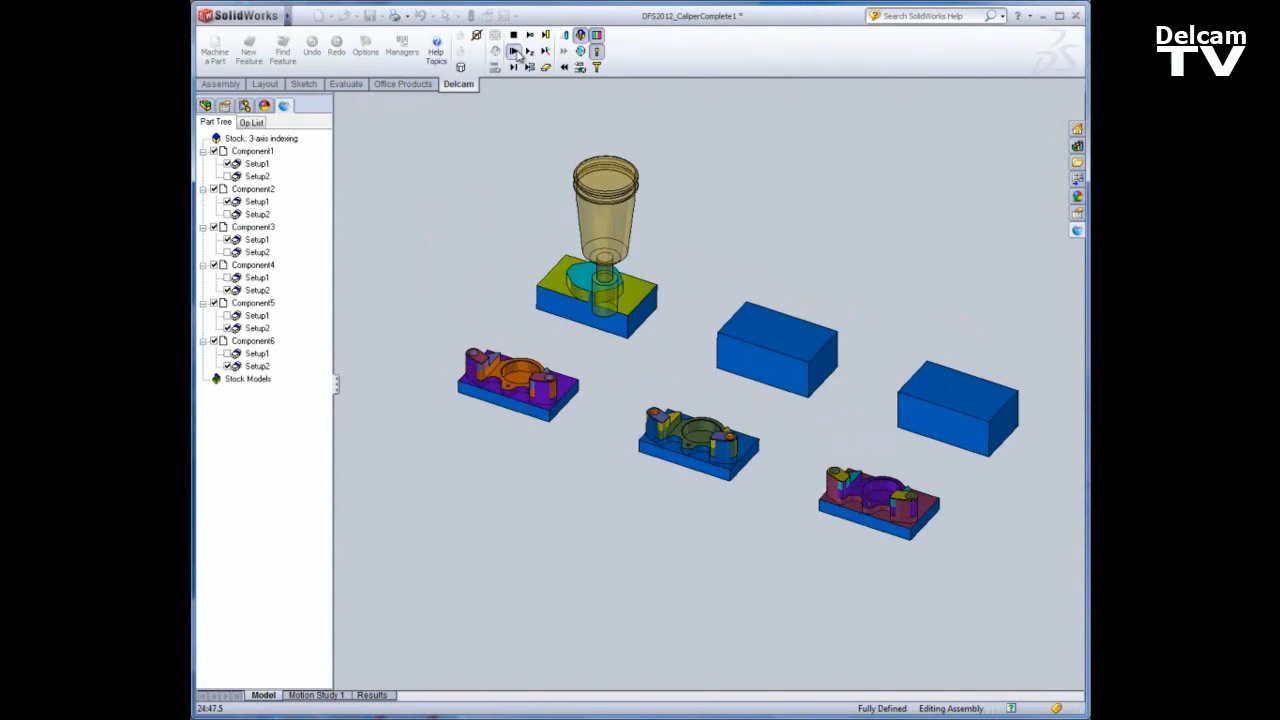 SolidWorks
DFS2012_CaliperComplete1 *
Search SolidWorks Help
Delcam
TV
Machine a Part
New Feature
Find Feature
Undo
Redo
Options
Managers
Help Topics
Assembly
Layout
Sketch
Evaluate
Office Products
Delcam
Part Tree
Op List
Stock: 3-axis indexing
Component1
Setup1
Setup2
Component2
Setup1
Setup2
Component3
Setup1
Setup2
Component4
Setup1
Setup2
Component5
Setup1
Setup2
Component6
Setup1
Setup2
Stock Models
Model
Motion Study 1
Results
24:47.5
Fully Defined
Editing Assembly